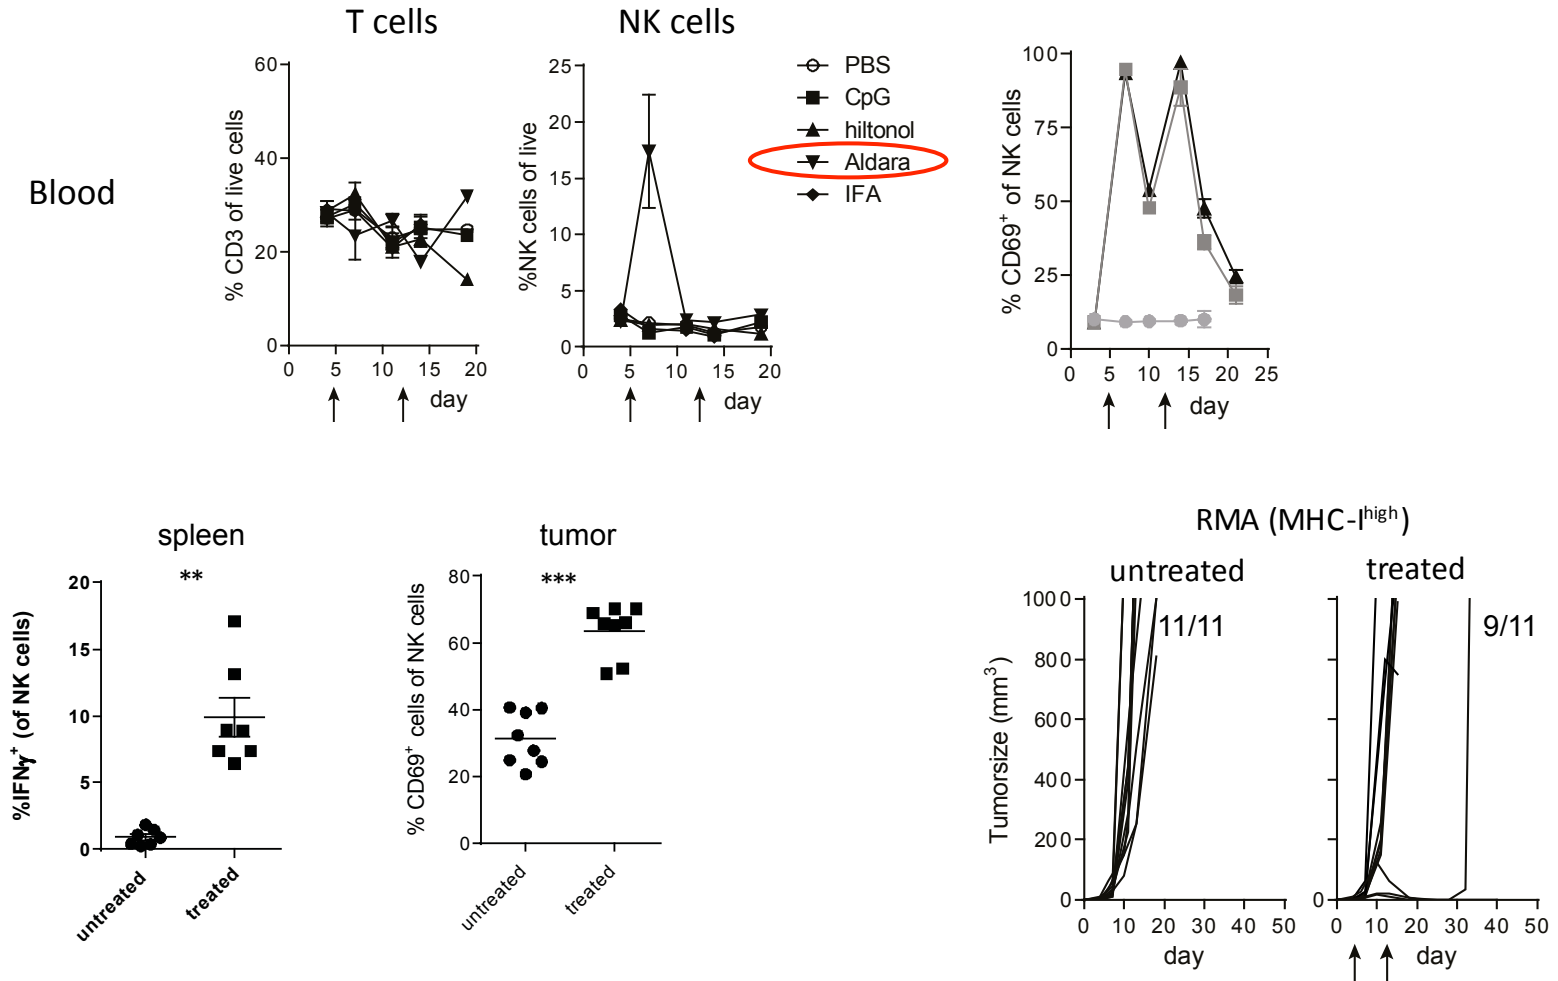 T cells
NK cells
Blood
% CD3 of live cells
60
40
20
0
0 5 10 15 20
day
%NK cells of live
25
20
15
10
5
0
0 5 10 15 20
day
PBS
CpG
hiltonol
Aldara
IFA
% CD69+ of NK cells
100
75
50
25
0
0 5 10 15 20 25
day
spleen
**
%IFNγ+ (of NK cells)
20
15
10
5
0
untreated
treated
tumor
***
% CD69+ cells of NK cells
80
60
40
20
0
untreated
treated
RMA (MHC-Ihigh)
untreated
treated
Tumorsize (mm3)
1000
800
600
400
200
0
11/11
9/11
0 10 20 30 40 50
day
0 10 20 30 40 50
day